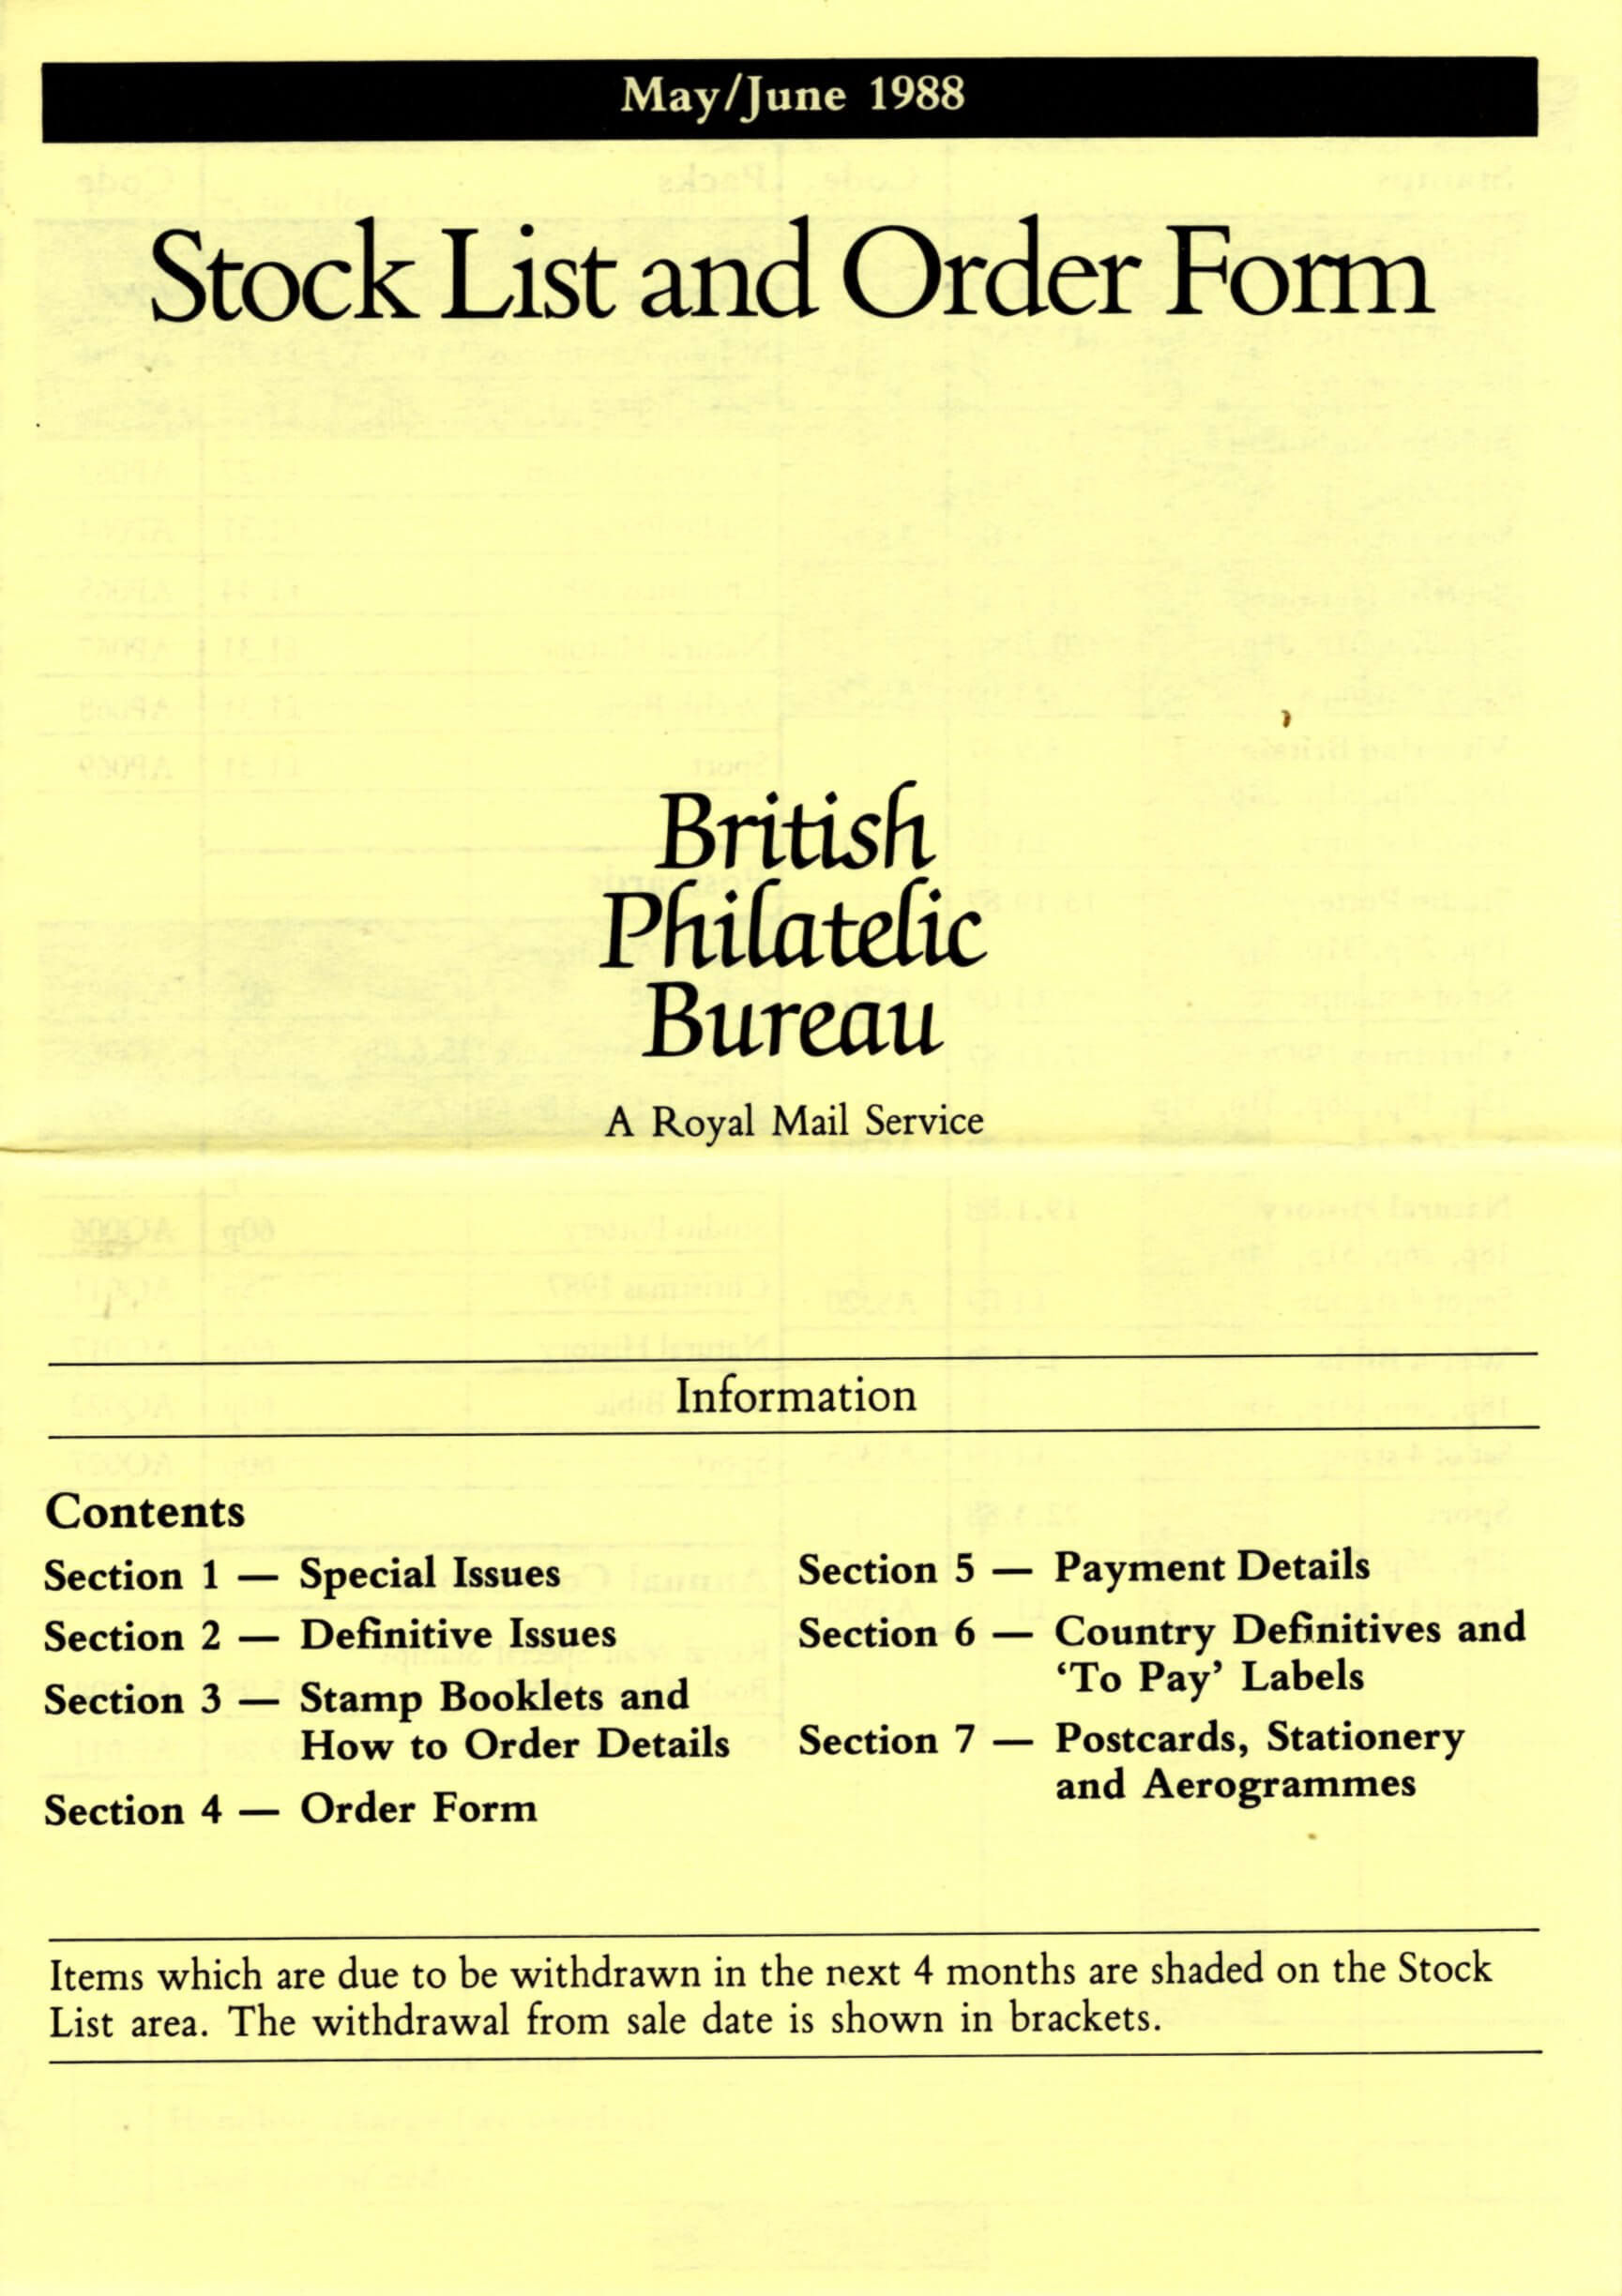 May/June 1988
Stock List and Order Form
British
Philatelic
Bureau
A Royal Mail Service
Information
Contents
Section 1 — Special Issues
Section 2 — Definitive Issues
Section 3 — Stamp Booklets and
How to Order Details
Section 4 — Order Form
Section 5 — Payment Details
Section 6 — Country Definitives and
‘To Pay’ Labels
Section 7 — Postcards, Stationery
and Aerogrammes
Items which are due to be withdrawn in the next 4 months are shaded on the Stock
List area. The withdrawal from sale date is shown in brackets.